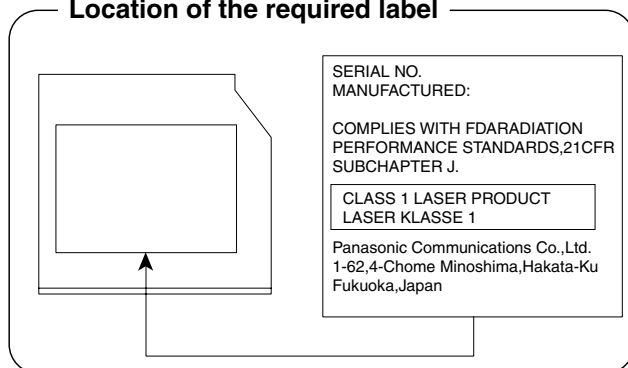 Location of the required label
SERIAL NO.
MANUFACTURED:
COMPLIES WITH FDARADIATION
PERFORMANCE STANDARDS,21CFR
SUBCHAPTER J.
CLASS 1 LASER PRODUCT
LASER KLASSE 1
Panasonic Communications Co.,Ltd.
1-62,4-Chome Minoshima,Hakata-Ku
Fukuoka,Japan